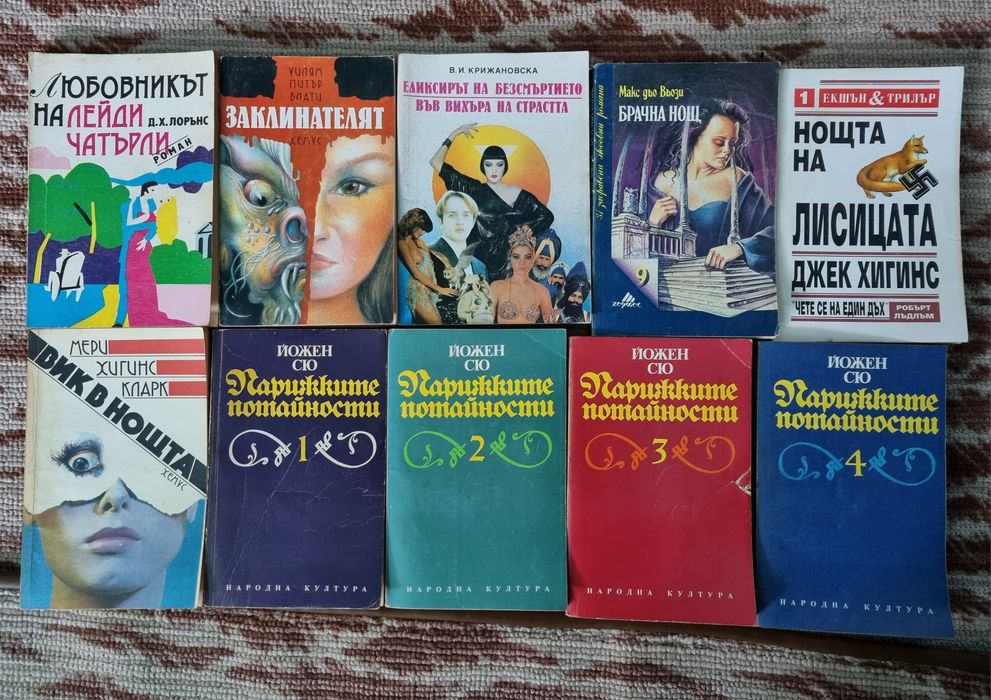 ЛЮБОВНИКЪТ
НА ЛЕЙДИ
Д.Х. ЛОРЪНС
ЧАТЪРЛИ
РОМАН
УИЛЯМ
ПИТЪР
БЛАТИ
ЗАКЛИНАТЕЛЯТ
ХЕЛИУС
В.И. КРИЖАНОВСКА
ЕЛИКСИРЪТ НА БЕЗСМЪРТИЕТО
ВЪВ ВИХЪРА НА СТРАСТТА
Макс дьо Вьози
БРАЧНА НОЩ
9
1 ЕКШЪН & ТРИЛЪР
НОЩТА
НА
ЛИСИЦАТА
ДЖЕК ХИГИНС
"ЧЕТЕ СЕ НА ЕДИН ДЪХ"
РОБЪРТ
ЛЪДЛЪМ
МЕРИ
ХИГИНС
КЛАРК
ВИК В НОЩТА
ХЕЛИУС
ЙОЖЕН
СЮ
Парижките
потайности
1
НАРОДНА КУЛТУРА
ЙОЖЕН
СЮ
Парижките
потайности
2
НАРОДНА КУЛТУРА
ЙОЖЕН
СЮ
Парижките
потайности
3
НАРОДНА КУЛТУРА
ЙОЖЕН
СЮ
Парижките
потайности
4
НАРОДНА КУЛТУРА